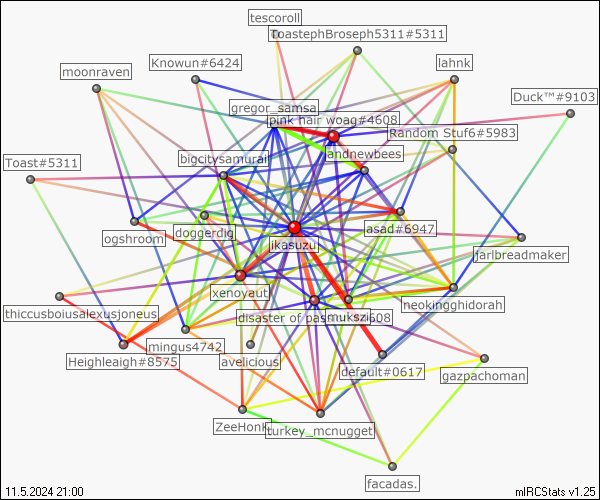 tescoroll
ToastephBroseph5311#5311
lahnk
Knowun#6424
moonraven
Duck™#9103
gregor_samsa
pink hair woag#4608
Random Stuf6#5983
andnewbees
bigcitysamurai
Toast#5311
ogshroom
doggerdig
asad#6947
ikasuzu
jarlbreadmaker
xenoyaut
neokingghidorah
thiccusboiusalexusjoneus
disaster of
mukszil
608
mingus4742
avelicious
Heighleaigh#8575
default#0617
gazpachoman
ZeeHonk
turkey_mcnugget
facadas.
11.5.2024 21:00
mIRCStats v1.25